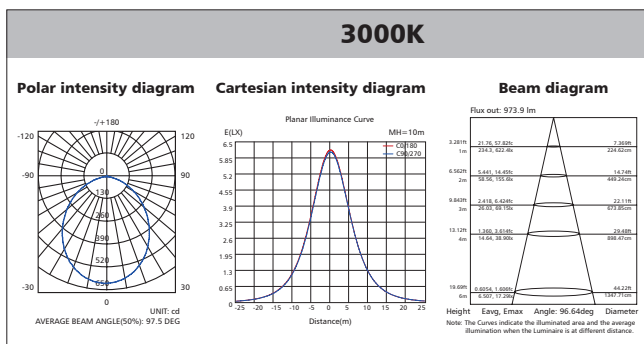 3000K
Polar intensity diagram
Cartesian intensity diagram
Beam diagram
-/+180
-120
120
-90
90
0
130
260
390
520
650
-30
30
0
UNIT: cd
AVERAGE BEAM ANGLE(50%): 97.5 DEG
Planar Illuminance Curve
E(LX)
MH=10m
C0/180
C90/270
6.5
5.85
5.2
4.55
3.9
3.25
2.6
1.95
1.3
0.65
0
-25 -20 -15 -10 -5 0 5 10 15 20 25
Distance(m)
Flux out: 973.9 lm
3.281ft 21.76, 57.82fc 7.369ft
1m 234.2, 622.4lx 224.62cm
6.562ft 5.441, 14.45fc 14.74ft
2m 58.56, 155.6lx 449.24cm
9.843ft 2.418, 6.424fc 22.11ft
3m 26.03, 69.15lx 673.85cm
13.12ft 1.360, 3.614fc 29.48ft
4m 14.64, 38.90lx 898.47cm
19.69ft 0.6054, 1.606fc 44.22ft
6m 6.507, 17.29lx 1347.71cm
Height Eavg, Emax Angle: 96.64deg Diameter
Note: The Curves indicate the illuminated area and the average
illumination when the Luminaire is at different distance.